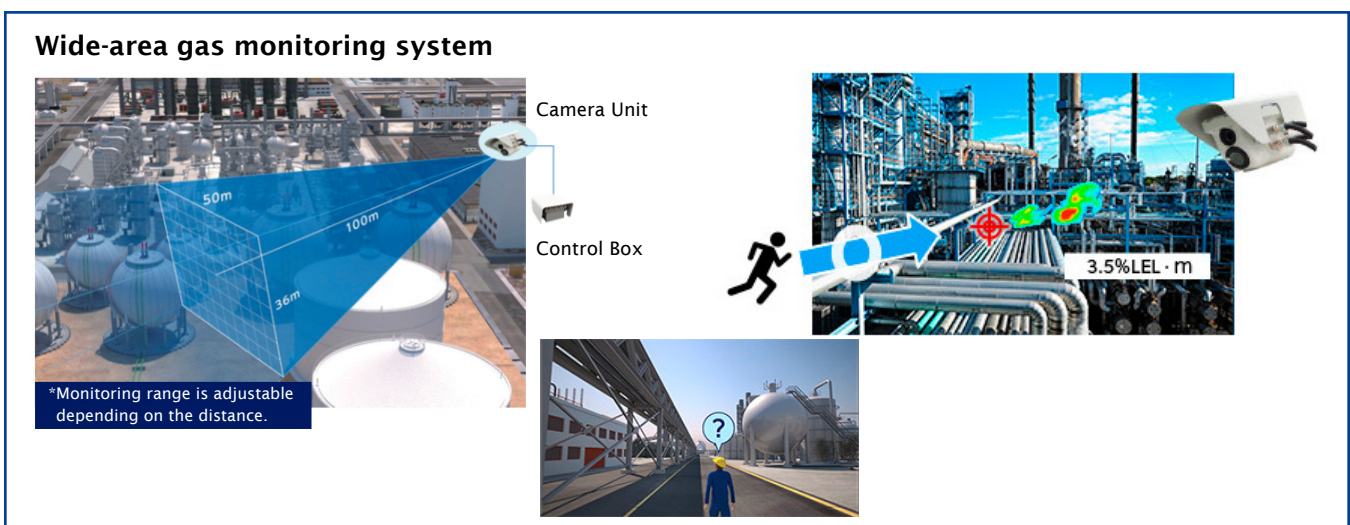 Wide-area gas monitoring system
Camera Unit
50m
100m
36m
Control Box
*Monitoring range is adjustable
depending on the distance.
3.5%LEL · m
?